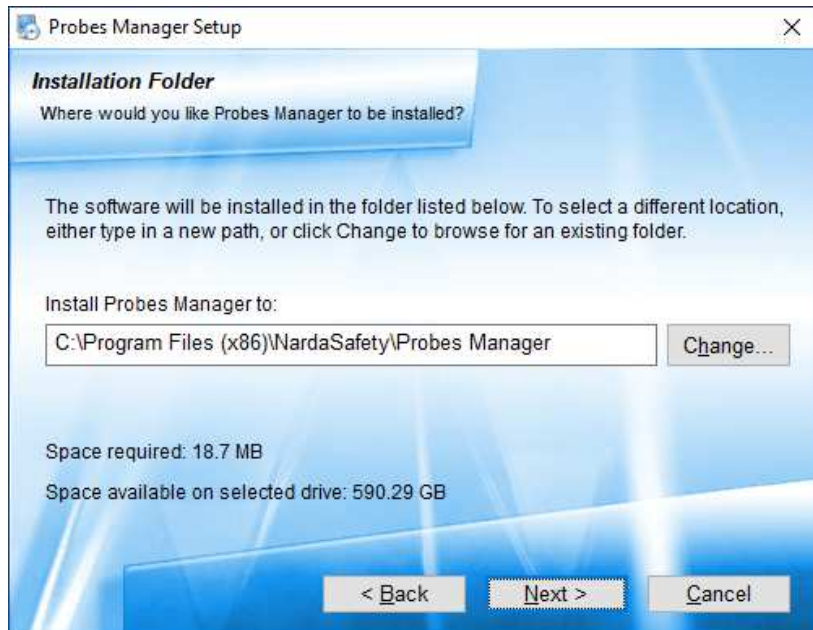 Probes Manager Setup
Installation Folder
Where would you like Probes Manager to be installed?
The software will be installed in the folder listed below. To select a different location,
either type in a new path, or click Change to browse for an existing folder.
Install Probes Manager to:
C:\Program Files (x86)\NardaSafety\Probes Manager
Change...
Space required: 18.7 MB
Space available on selected drive: 590.29 GB
< Back
Next >
Cancel